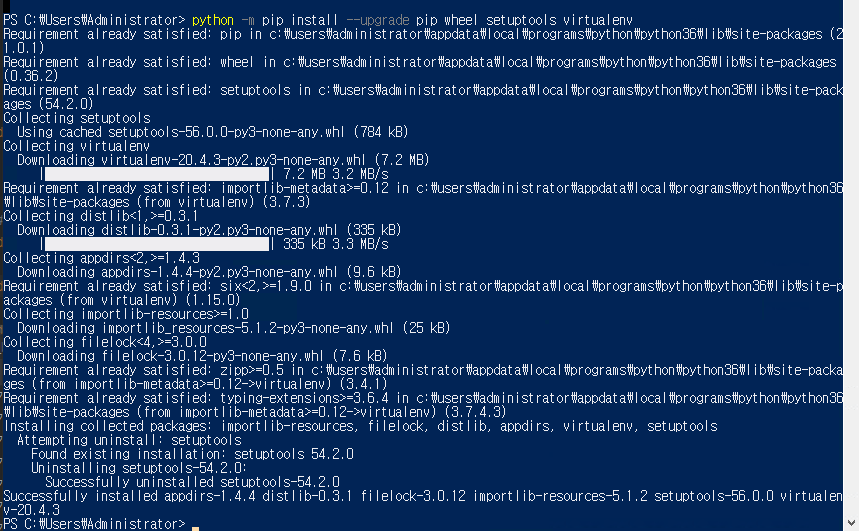 PS C:₩Users₩Administrator> python -m pip install --upgrade pip wheel setuptools virtualenv
Requirement already satisfied: pip in c:₩users₩administrator₩appdata₩local₩programs₩python₩python36₩lib₩site-packages (2
1.0.1)
Requirement already satisfied: wheel in c:₩users₩administrator₩appdata₩local₩programs₩python₩python36₩lib₩site-packages
(0.36.2)
Requirement already satisfied: setuptools in c:₩users₩administrator₩appdata₩local₩programs₩python₩python36₩lib₩site-pack
ages (54.2.0)
Collecting setuptools
  Using cached setuptools-56.0.0-py3-none-any.whl (784 kB)
Collecting virtualenv
  Downloading virtualenv-20.4.3-py2.py3-none-any.whl (7.2 MB)
     |████████████████████████████████| 7.2 MB 3.2 MB/s
Requirement already satisfied: importlib-metadata>=0.12 in c:₩users₩administrator₩appdata₩local₩programs₩python₩python36
₩lib₩site-packages (from virtualenv) (3.7.3)
Collecting distlib<1,>=0.3.1
  Downloading distlib-0.3.1-py2.py3-none-any.whl (335 kB)
     |████████████████████████████████| 335 kB 3.3 MB/s
Collecting appdirs<2,>=1.4.3
  Downloading appdirs-1.4.4-py2.py3-none-any.whl (9.6 kB)
Requirement already satisfied: six<2,>=1.9.0 in c:₩users₩administrator₩appdata₩local₩programs₩python₩python36₩lib₩site-p
ackages (from virtualenv) (1.15.0)
Collecting importlib-resources>=1.0
  Downloading importlib_resources-5.1.2-py3-none-any.whl (25 kB)
Collecting filelock<4,>=3.0.0
  Downloading filelock-3.0.12-py3-none-any.whl (7.6 kB)
Requirement already satisfied: zipp>=0.5 in c:₩users₩administrator₩appdata₩local₩programs₩python₩python36₩lib₩site-packa
ges (from importlib-metadata>=0.12->virtualenv) (3.4.1)
Requirement already satisfied: typing-extensions>=3.6.4 in c:₩users₩administrator₩appdata₩local₩programs₩python₩python36
₩lib₩site-packages (from importlib-metadata>=0.12->virtualenv) (3.7.4.3)
Installing collected packages: importlib-resources, filelock, distlib, appdirs, virtualenv, setuptools
  Attempting uninstall: setuptools
    Found existing installation: setuptools 54.2.0
    Uninstalling setuptools-54.2.0:
      Successfully uninstalled setuptools-54.2.0
Successfully installed appdirs-1.4.4 distlib-0.3.1 filelock-3.0.12 importlib-resources-5.1.2 setuptools-56.0.0 virtualen
v-20.4.3
PS C:₩Users₩Administrator>